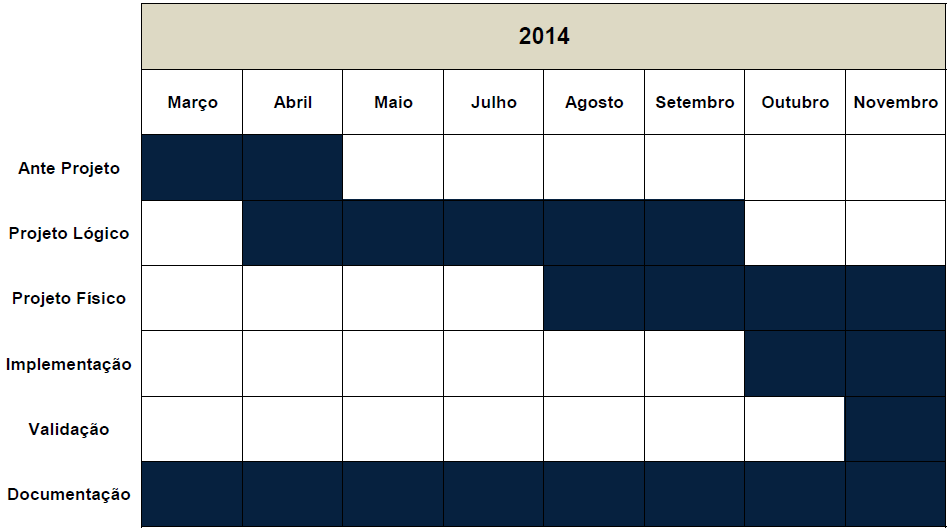 2014
Março Abril Maio Julho Agosto Setembro Outubro Novembro
Ante Projeto
Projeto Lógico
Projeto Físico
Implementação
Validação
Documentação